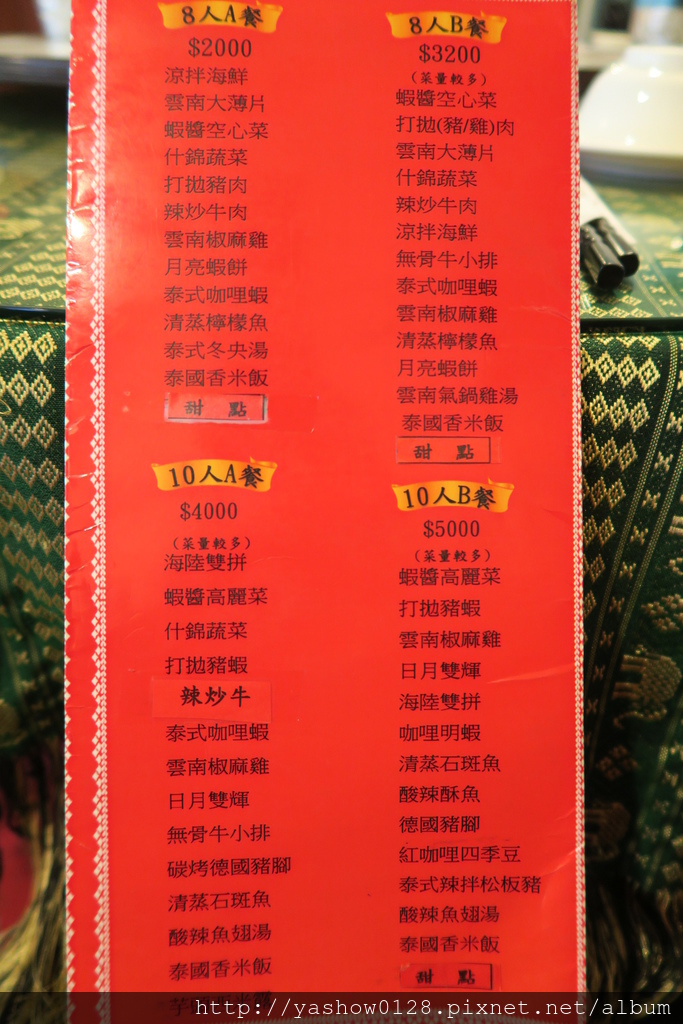 8人A餐
$2000
涼拌海鮮
雲南大薄片
蝦醬空心菜
什錦蔬菜
打拋豬肉
辣炒牛肉
雲南椒麻雞
月亮蝦餅
泰式咖哩蝦
清蒸檸檬魚
泰式冬央湯
泰國香米飯
甜 點
8人B餐
$3200
(菜量較多)
蝦醬空心菜
打拋(豬/雞)肉
雲南大薄片
什錦蔬菜
辣炒牛肉
涼拌海鮮
無骨牛小排
泰式咖哩蝦
雲南椒麻雞
清蒸檸檬魚
月亮蝦餅
雲南氣鍋雞湯
泰國香米飯
甜 點
10人A餐
$4000
(菜量較多)
海陸雙拼
蝦醬高麗菜
什錦蔬菜
打拋豬蝦
辣炒牛
泰式咖哩蝦
雲南椒麻雞
日月雙輝
無骨牛小排
碳烤德國豬腳
清蒸石斑魚
酸辣魚翅湯
泰國香米飯
10人B餐
$5000
(菜量較多)
蝦醬高麗菜
打拋豬蝦
雲南椒麻雞
日月雙輝
海陸雙拼
咖哩明蝦
清蒸石斑魚
酸辣酥魚
德國豬腳
紅咖哩四季豆
泰式辣拌松板豬
酸辣魚翅湯
泰國香米飯
甜 點
http://yashow0128.pixnet.net/album